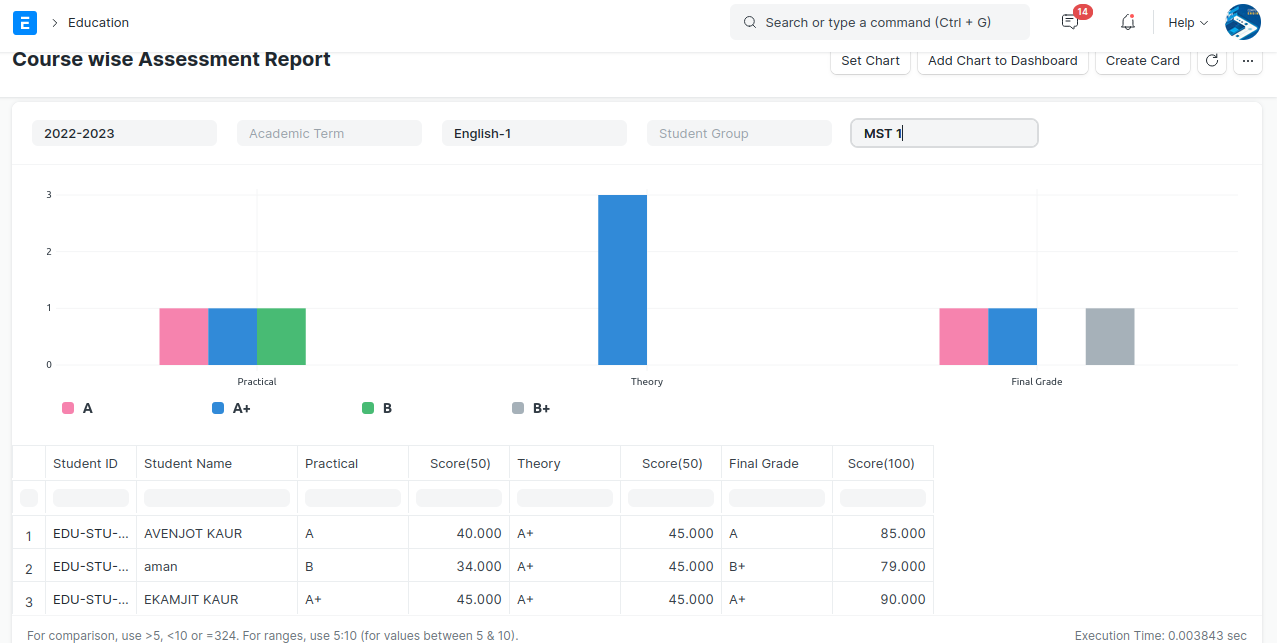 E > Education
Search or type a command (Ctrl + G)
14
Help
Course wise Assessment Report
Set Chart
Add Chart to Dashboard
Create Card
...
2022-2023
Academic Term
English-1
Student Group
MST 1
3
2
1
0
Practical
Theory
Final Grade
A
A+
B
B+
Student ID Student Name Practical Score(50) Theory Score(50) Final Grade Score(100)
1 EDU-STU-... AVENJOT KAUR A 40.000 A+ 45.000 A 85.000
2 EDU-STU-... aman B 34.000 A+ 45.000 B+ 79.000
3 EDU-STU-... EKAMJIT KAUR A+ 45.000 A+ 45.000 A+ 90.000
For comparison, use >5, <10 or =324. For ranges, use 5:10 (for values between 5 & 10).
Execution Time: 0.003843 sec